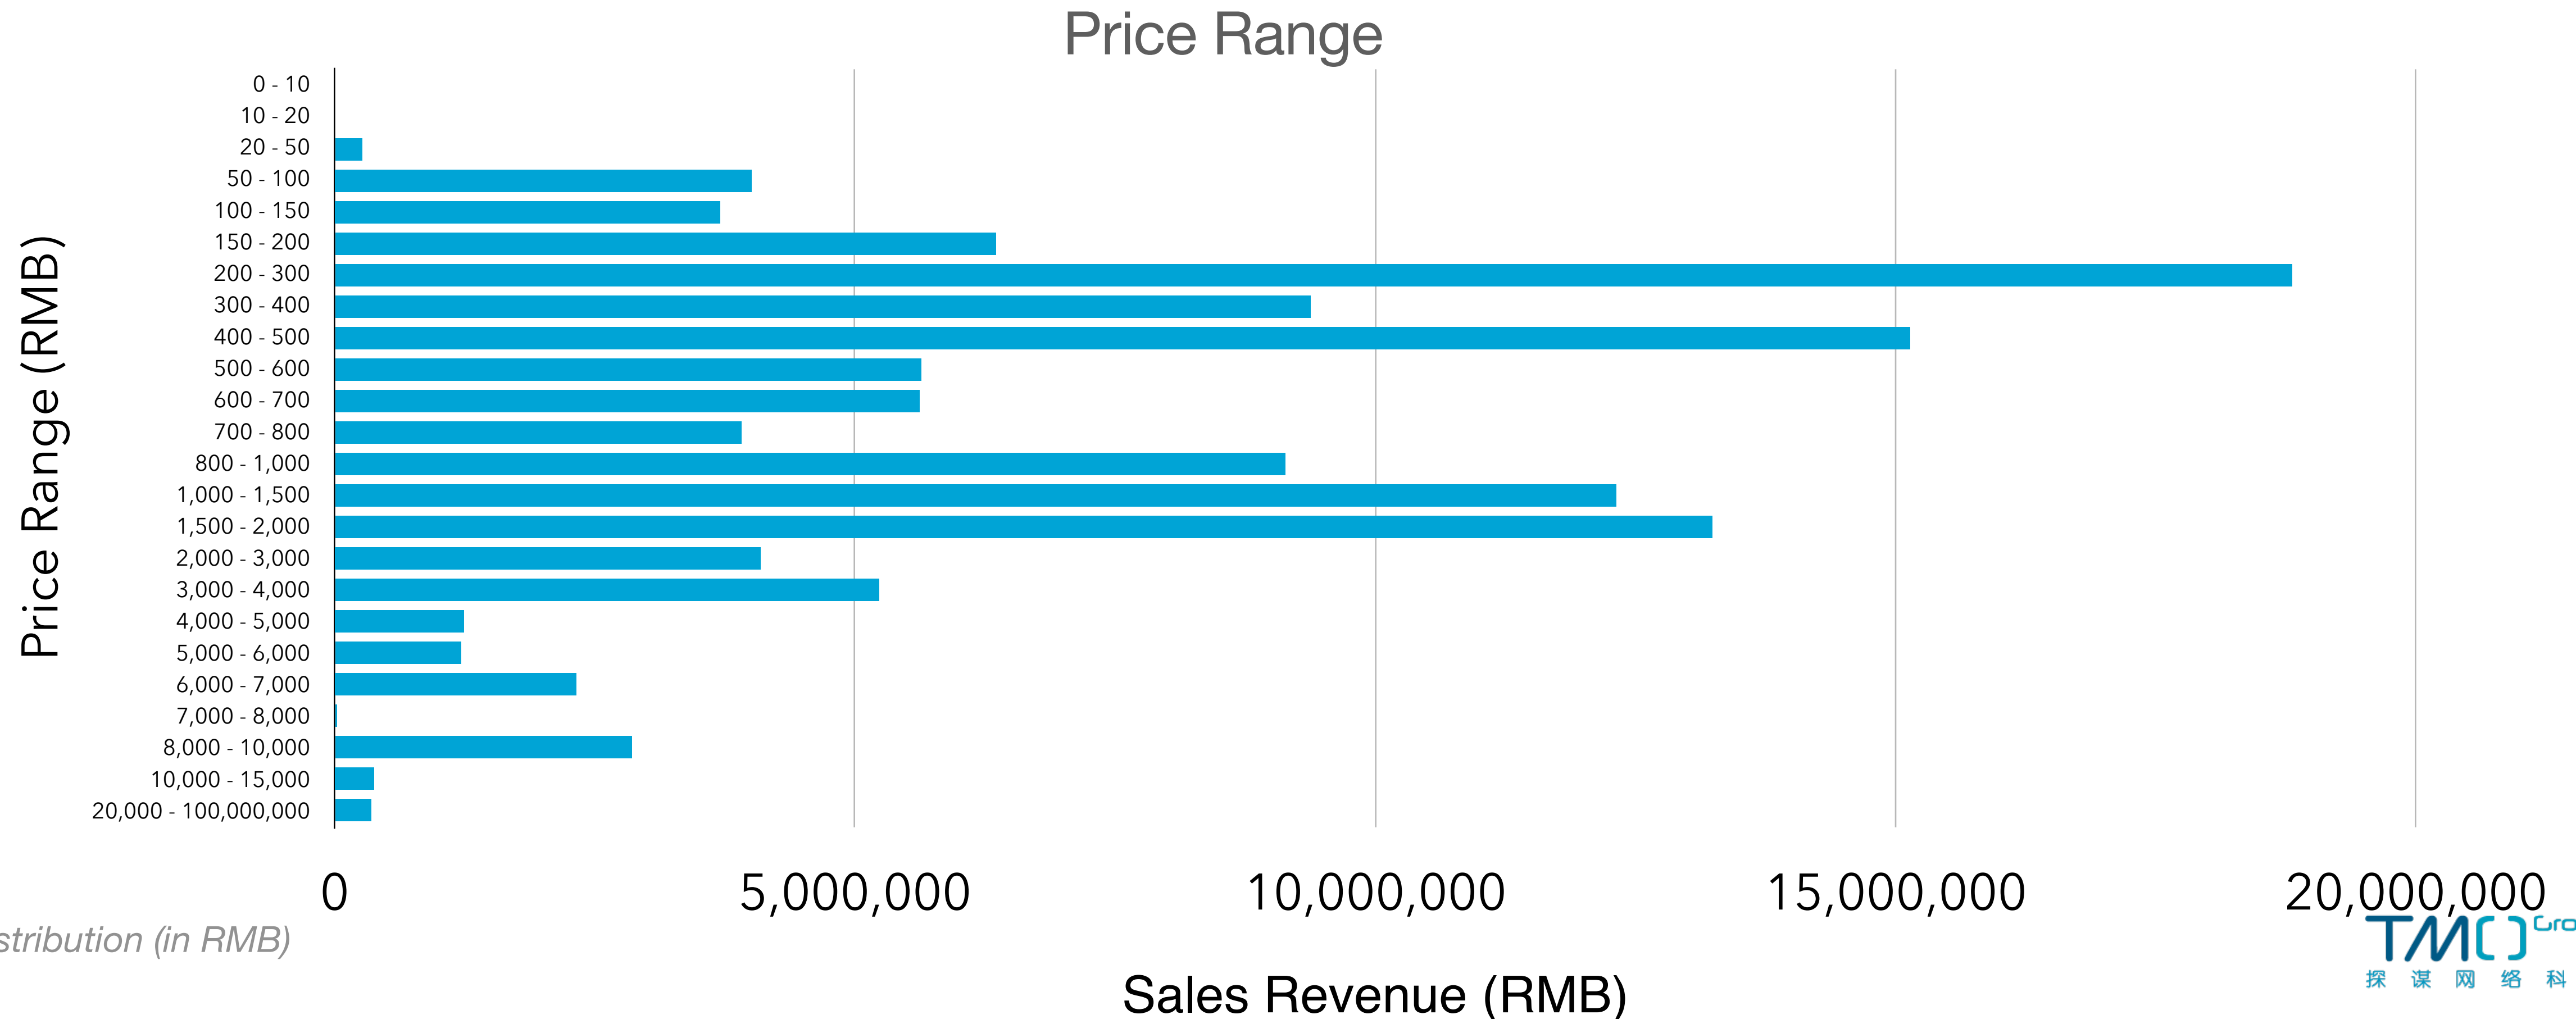 Price Range
Price Range (RMB)
0 - 10
10 - 20
20 - 50
50 - 100
100 - 150
150 - 200
200 - 300
300 - 400
400 - 500
500 - 600
600 - 700
700 - 800
800 - 1,000
1,000 - 1,500
1,500 - 2,000
2,000 - 3,000
3,000 - 4,000
4,000 - 5,000
5,000 - 6,000
6,000 - 7,000
7,000 - 8,000
8,000 - 10,000
10,000 - 15,000
20,000 - 100,000,000
0 5,000,000 10,000,000 15,000,000 20,000,000
(in RMB)
TMO
探谋网络科
Sales Revenue (RMB)